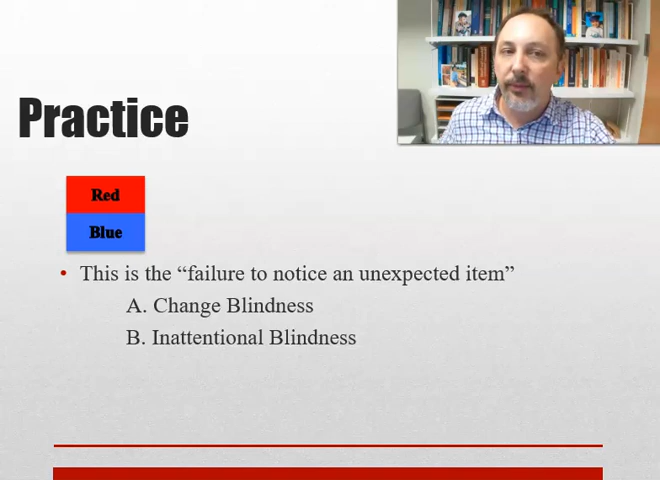 Practice
Red
Blue
• This is the “failure to notice an unexpected item”
A. Change Blindness
B. Inattentional Blindness